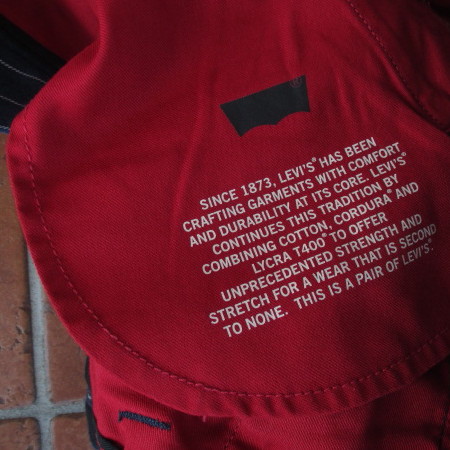 SINCE 1873, LEVI'S® HAS BEEN
CRAFTING GARMENTS WITH COMFORT
AND DURABILITY AT ITS CORE. LEVI'S®
CONTINUES THIS TRADITION BY
COMBINING COTTON, CORDURA® AND
LYCRA T400® TO OFFER
UNPRECEDENTED STRENGTH AND
STRETCH FOR A WEAR THAT IS SECOND
TO NONE. THIS IS A PAIR OF LEVI'S®.